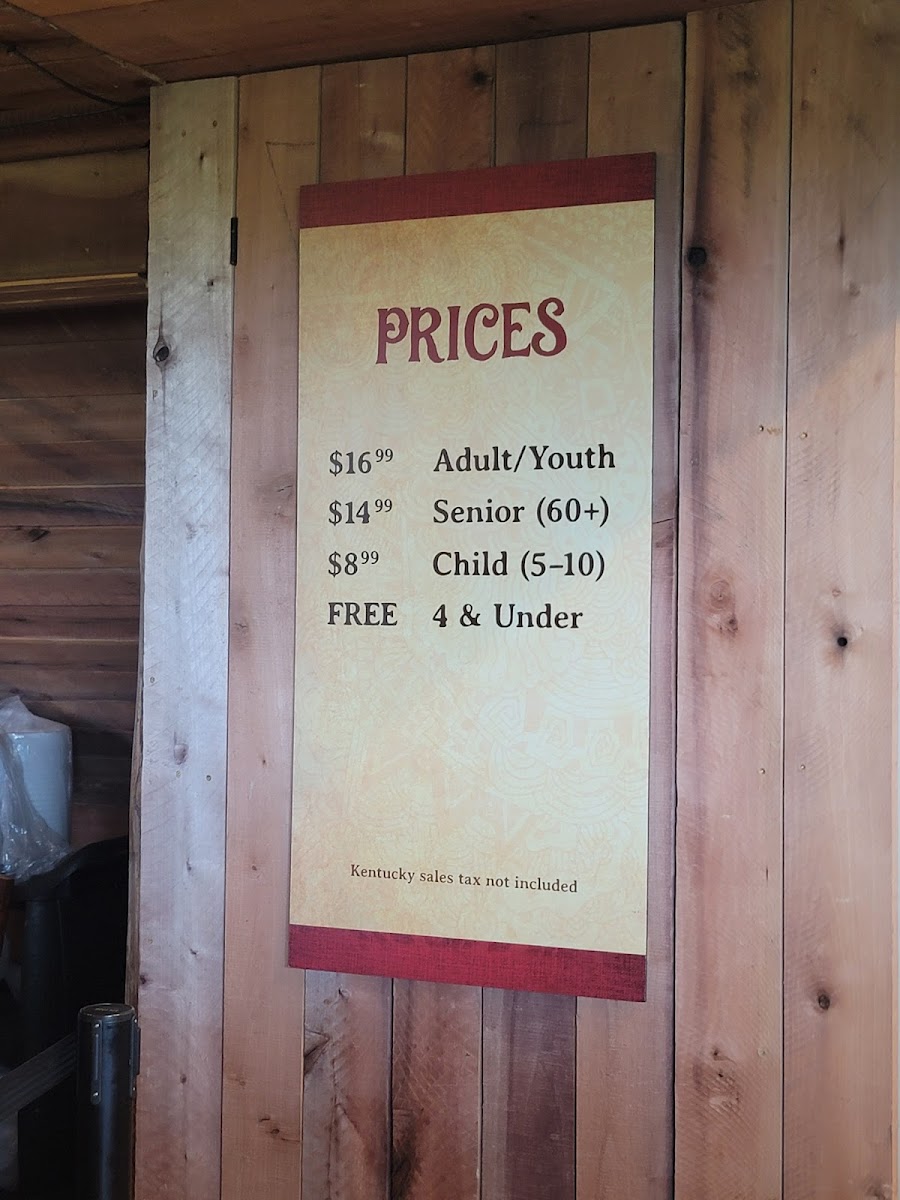 PRICES
$16⁹⁹ Adult/Youth
$14⁹⁹ Senior (60+)
$8⁹⁹ Child (5–10)
FREE 4 & Under
Kentucky sales tax not included